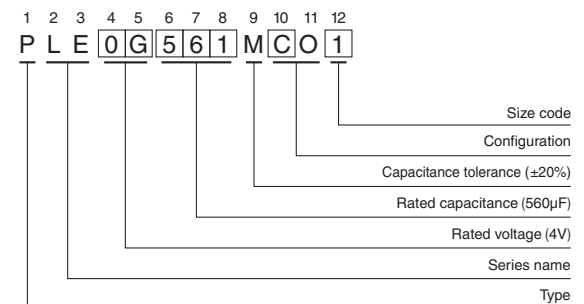 1 2 3 4 5 6 7 8 9 10 11 12
P L E 0 G 5 6 1 M C O 1
Size code
Configuration
Capacitance tolerance (±20%)
Rated capacitance (560µF)
Rated voltage (4V)
Series name
Type